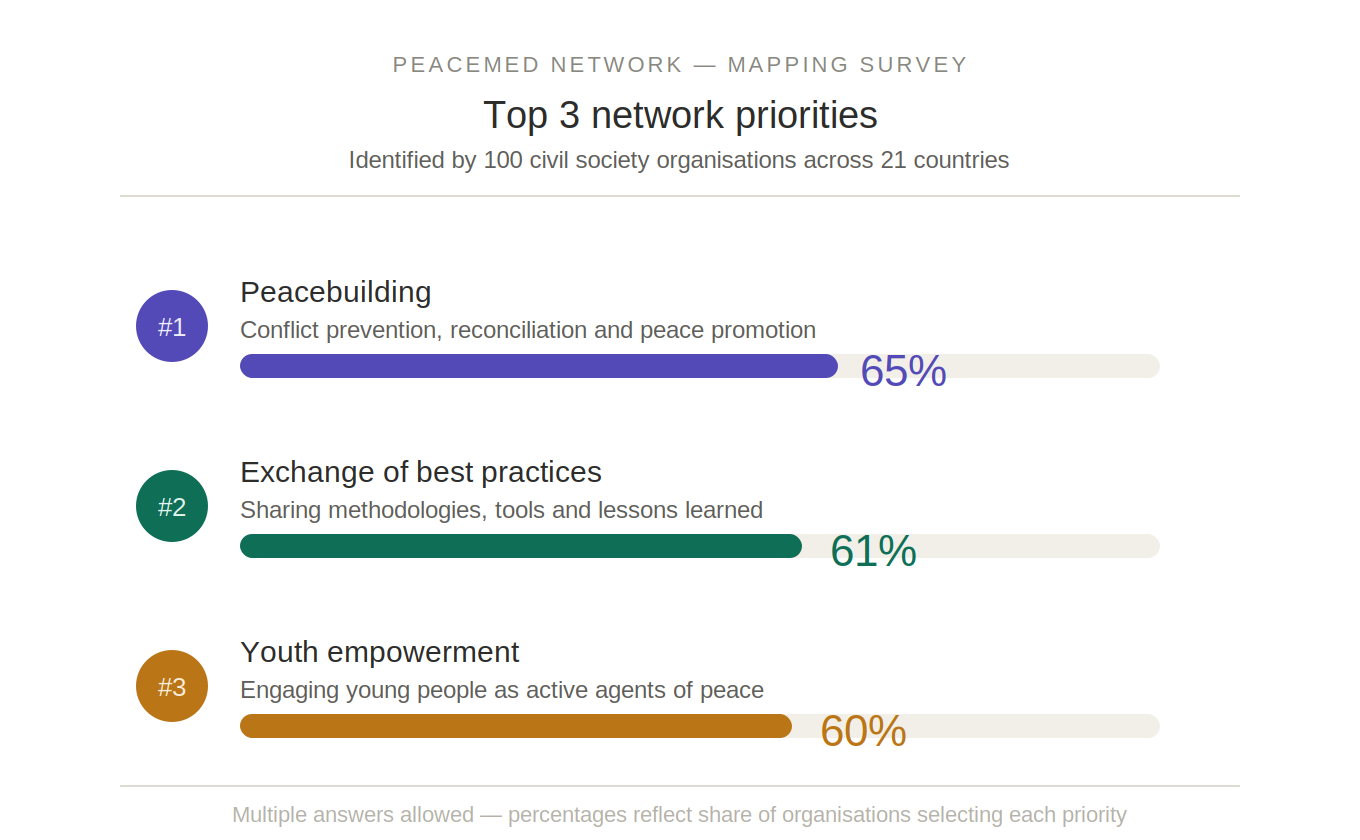 PEACEMED NETWORK — MAPPING SURVEY
Top 3 network priorities
Identified by 100 civil society organisations across 21 countries
#1
Peacebuilding
Conflict prevention, reconciliation and peace promotion
65%
#2
Exchange of best practices
Sharing methodologies, tools and lessons learned
61%
#3
Youth empowerment
Engaging young people as active agents of peace
60%
Multiple answers allowed — percentages reflect share of organisations selecting each priority